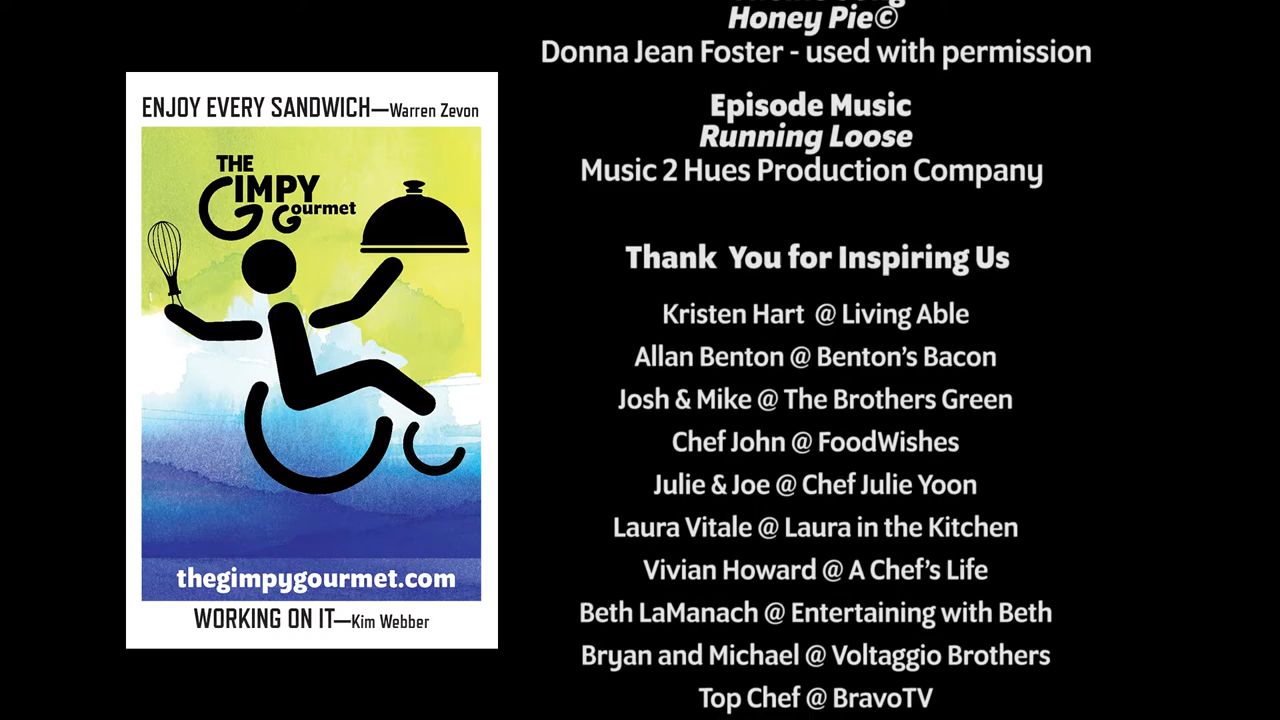 ENJOY EVERY SANDWICH—Warren Zevon
THE
GIMPY
Gourmet
thegimpygourmet.com
WORKING ON IT—Kim Webber
Honey Pie©
Donna Jean Foster - used with permission
Episode Music
Running Loose
Music 2 Hues Production Company
Thank You for Inspiring Us
Kristen Hart @ Living Able
Allan Benton @ Benton's Bacon
Josh & Mike @ The Brothers Green
Chef John @ FoodWishes
Julie & Joe @ Chef Julie Yoon
Laura Vitale @ Laura in the Kitchen
Vivian Howard @ A Chef's Life
Beth LaManach @ Entertaining with Beth
Bryan and Michael @ Voltaggio Brothers
Top Chef @ BravoTV